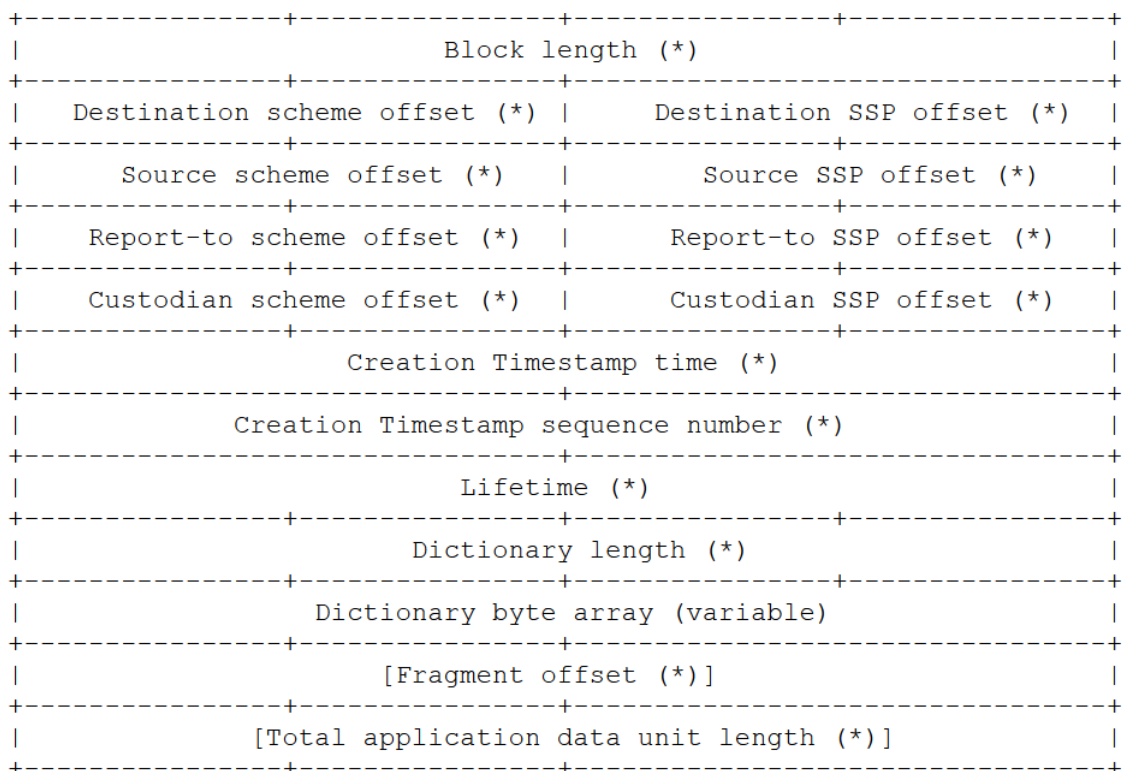 +----------------+----------------+----------------+----------------+
| Block length (*) |
+----------------+----------------+---------------------------------+
| Destination scheme offset (*) | Destination SSP offset (*) |
+----------------+----------------+----------------+----------------+
| Source scheme offset (*) | Source SSP offset (*) |
+----------------+----------------+----------------+----------------+
| Report-to scheme offset (*) | Report-to SSP offset (*) |
+----------------+----------------+----------------+----------------+
| Custodian scheme offset (*) | Custodian SSP offset (*) |
+----------------+----------------+----------------+----------------+
| Creation Timestamp time (*) |
+---------------------------------+---------------------------------+
| Creation Timestamp sequence number (*) |
+---------------------------------+---------------------------------+
| Lifetime (*) |
+----------------+----------------+----------------+----------------+
| Dictionary length (*) |
+----------------+----------------+----------------+----------------+
| Dictionary byte array (variable) |
+----------------+----------------+---------------------------------+
| [Fragment offset (*)] |
+----------------+----------------+---------------------------------+
| [Total application data unit length (*)] |
+----------------+----------------+---------------------------------+